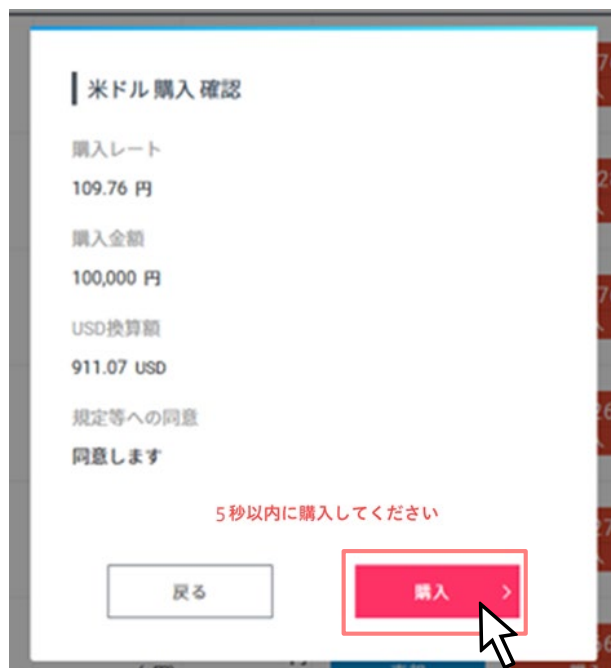 米ドル 購入 確認
購入レート
109.76 円
購入金額
100,000 円
USD換算額
911.07 USD
規定等への同意
同意します
5秒以内に購入してください
戻る
購入